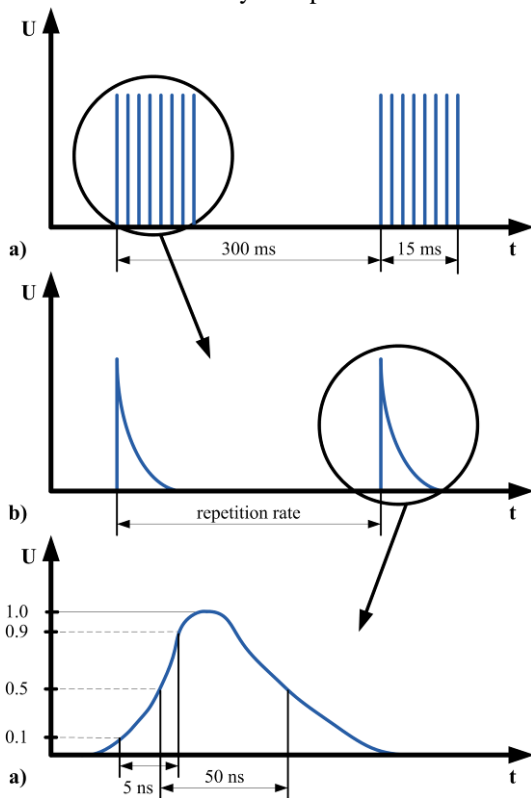 U
300 ms
15 ms
a)
t
U
repetition rate
b)
t
U
1.0
0.9
0.5
0.1
5 ns
50 ns
a)
t